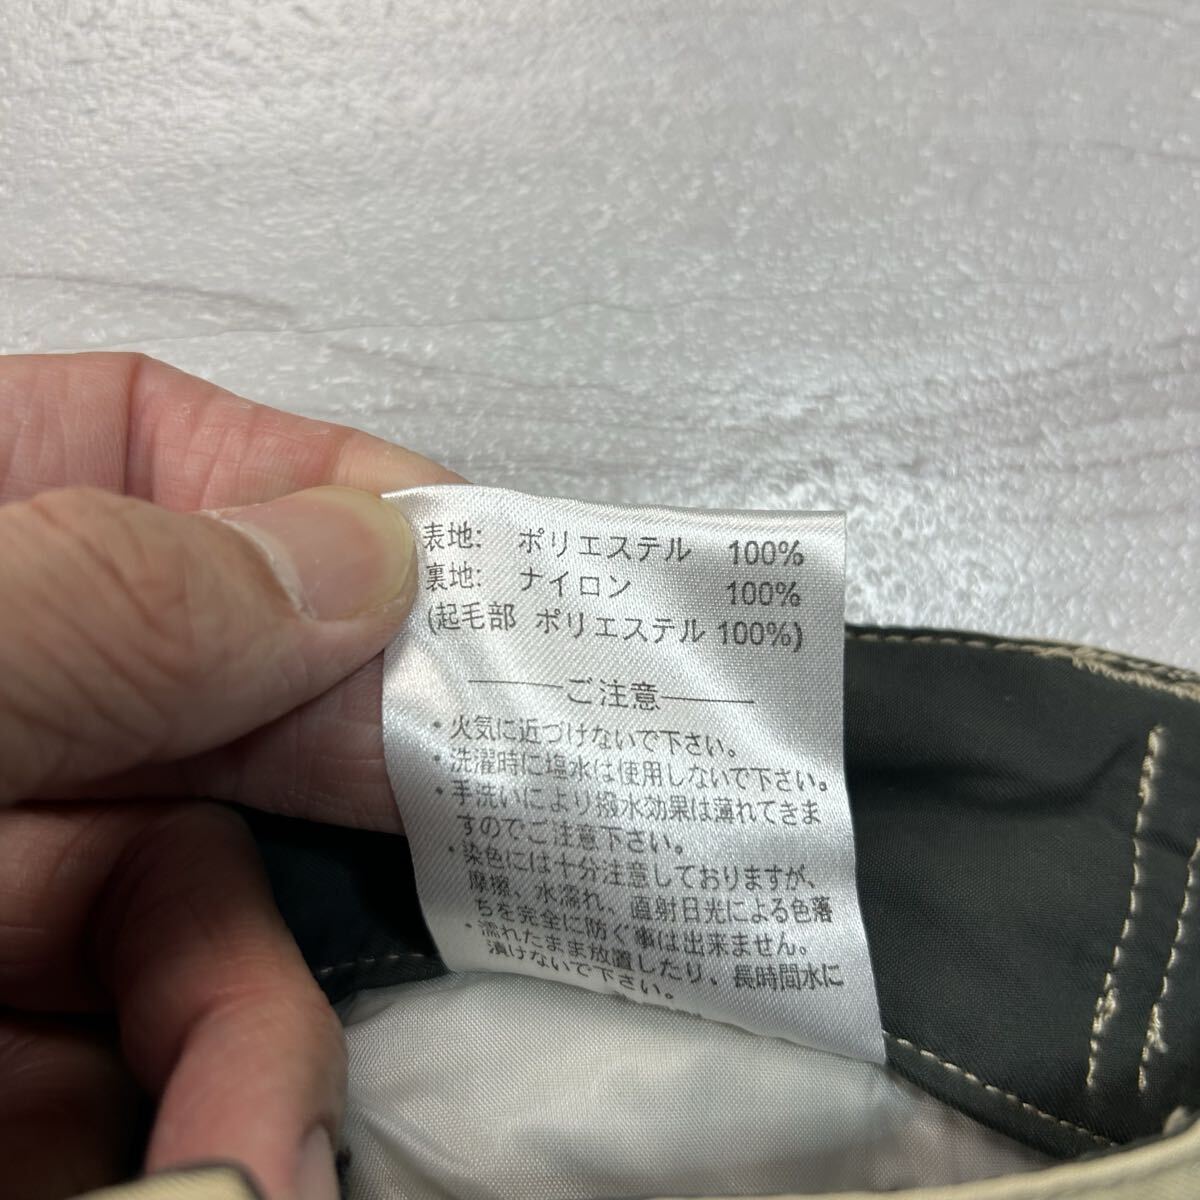 表地: ポリエステル 100%
裏地: ナイロン 100%
(起毛部 ポリエステル 100%)
ご注意
・火気に近づけないで下さい。
・洗濯時に塩水は使用しないで下さい。
・手洗いにより撥水効果は薄れてきま
すのでご注意下さい。
・染色には十分注意しておりますが、
摩擦、水濡れ、直射日光による色落
ちを完全に防ぐ事は出来ません。
・濡れたまま放置したり、長時間水に
漬けないで下さい。